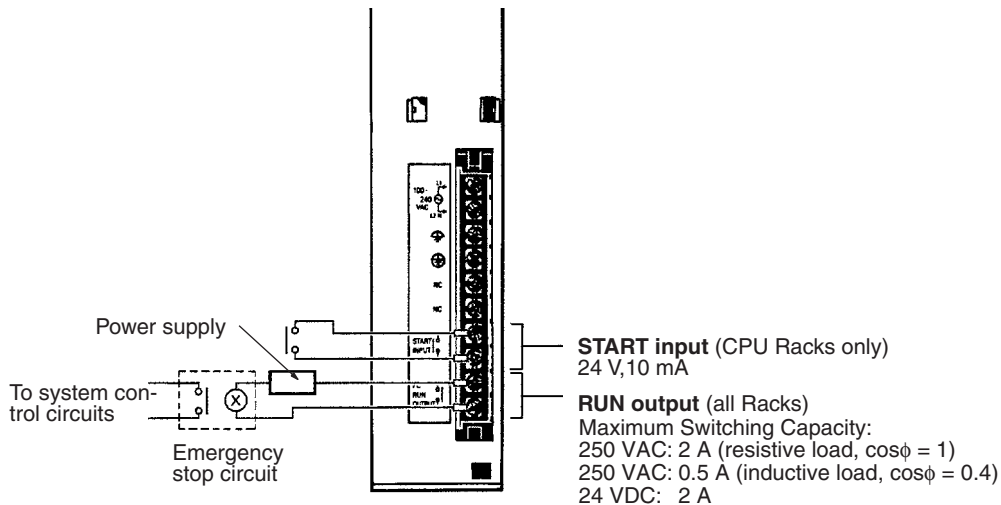 100 -
240
VAC
L1
L2 N
NC
NC
START
INPUT
RUN
OUTPUT
Power supply
To system con-
trol circuits
X
Emergency
stop circuit
START input (CPU Racks only)
24 V,10 mA
RUN output (all Racks)
Maximum Switching Capacity:
250 VAC: 2 A (resistive load, cosϕ = 1)
250 VAC: 0.5 A (inductive load, cosϕ = 0.4)
24 VDC: 2 A